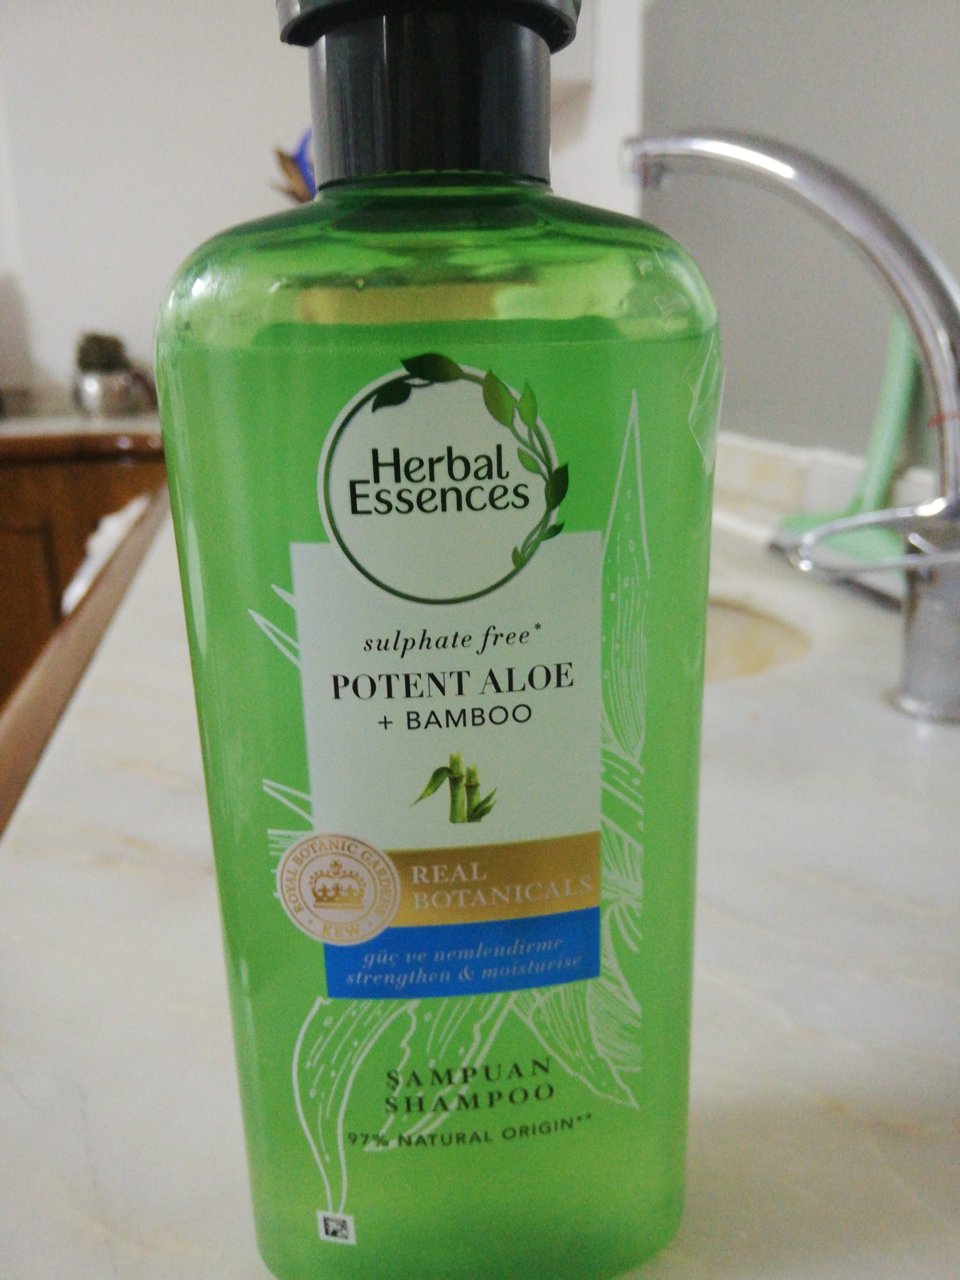 Herbal
Essences
sulphate free*
POTENT ALOE
+ BAMBOO
ROYAL BOTANIC GARDENS
• KEW •
REAL
BOTANICALS
güç ve nemlendirme
strengthen & moisturise
ŞAMPUAN
SHAMPOO
97% NATURAL ORIGIN**